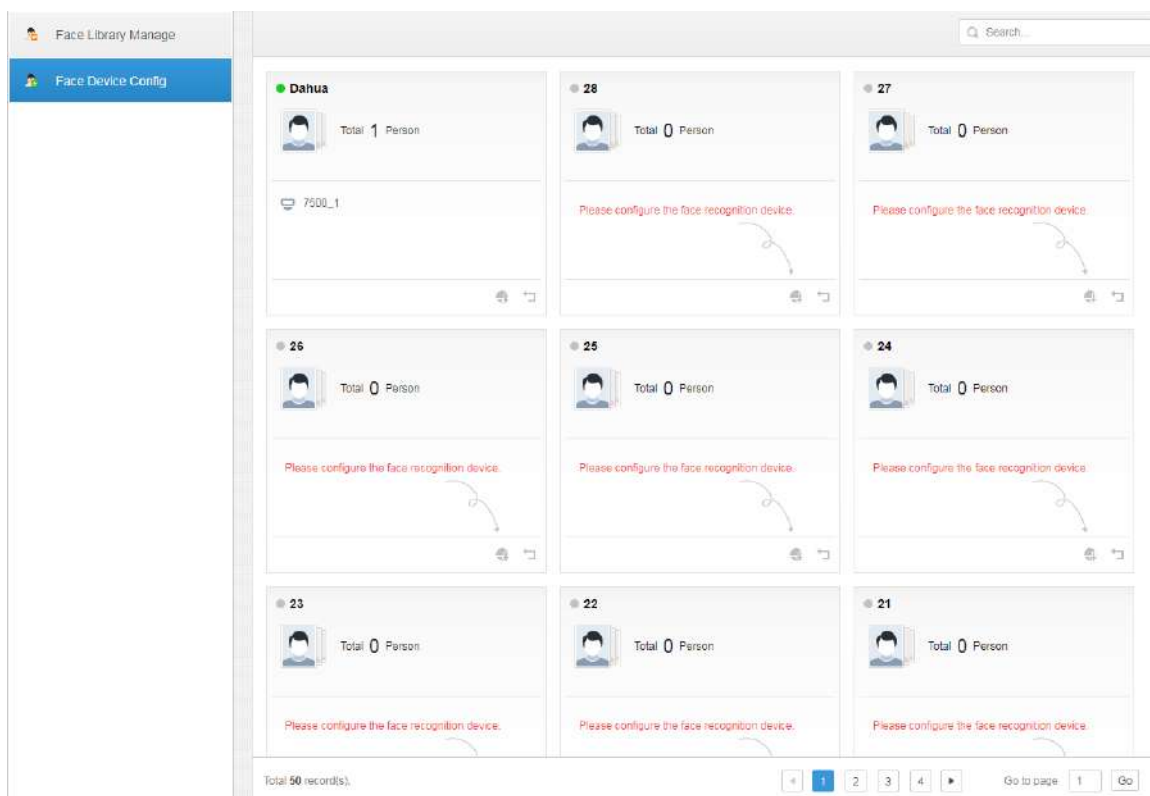 Face Library Manage
Search...
Face Device Config
Dahua
Total 1 Person
7500_1
28
Total 0 Person
Please configure the face recognition device.
27
Total 0 Person
Please configure the face recognition device.
26
Total 0 Person
Please configure the face recognition device.
25
Total 0 Person
Please configure the face recognition device.
24
Total 0 Person
Please configure the face recognition device.
23
Total 0 Person
Please configure the face recognition device.
22
Total 0 Person
Please configure the face recognition device.
21
Total 0 Person
Please configure the face recognition device.
Total 50 record(s).
1 2 3 4 Go to page 1 Go